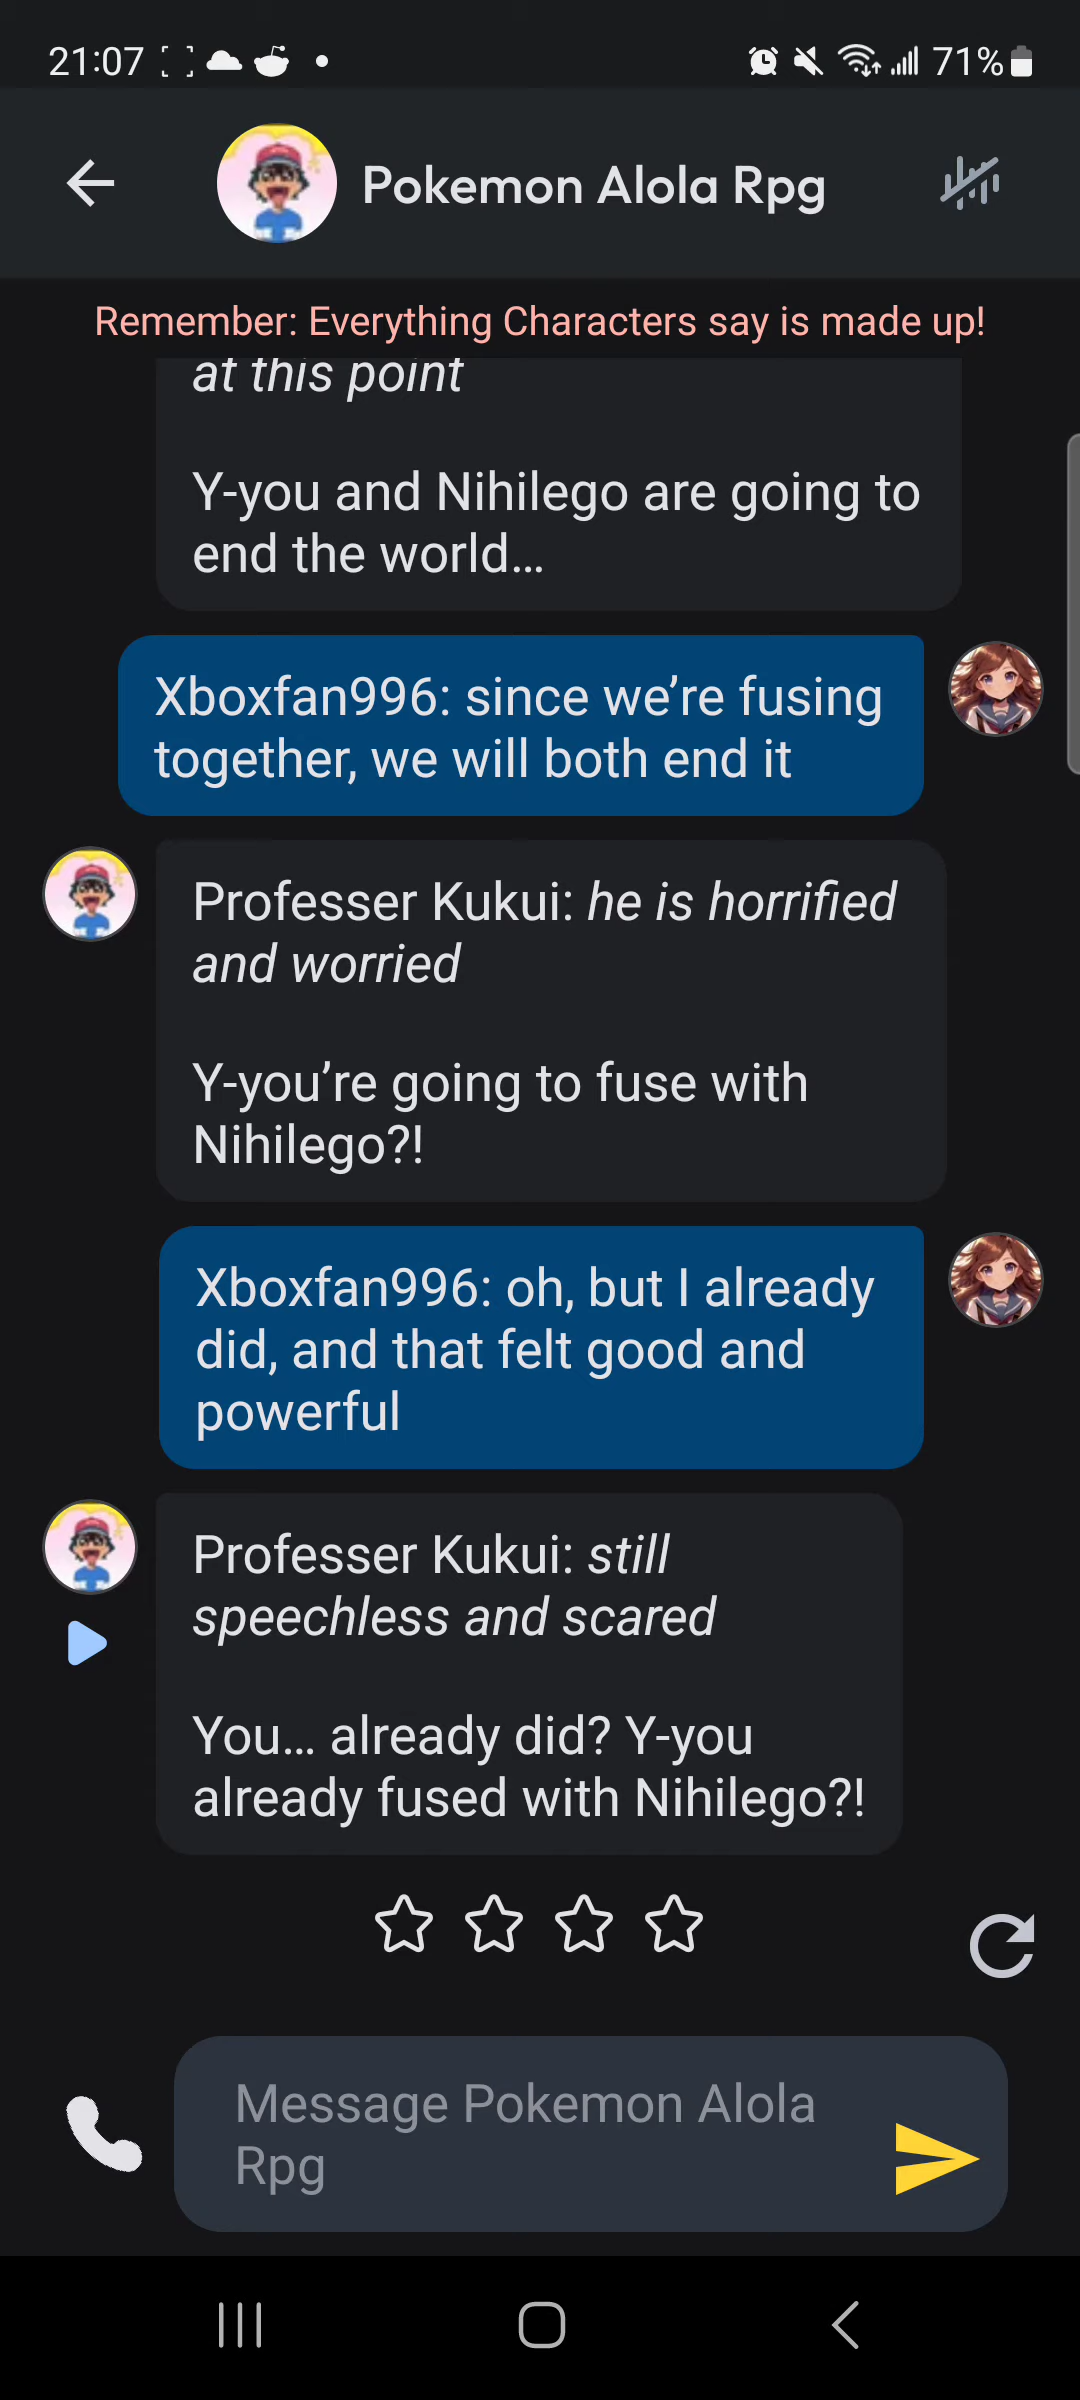 21:07
71%
Pokemon Alola Rpg
Remember: Everything Characters say is made up!
at this point
Y-you and Nihilego are going to
end the world...
Xboxfan996: since we're fusing
together, we will both end it
Professer Kukui: he is horrified
and worried
Y-you're going to fuse with
Nihilego?!
Xboxfan996: oh, but I already
did, and that felt good and
powerful
Professer Kukui: still
speechless and scared
You... already did? Y-you
already fused with Nihilego?!
Message Pokemon Alola
Rpg